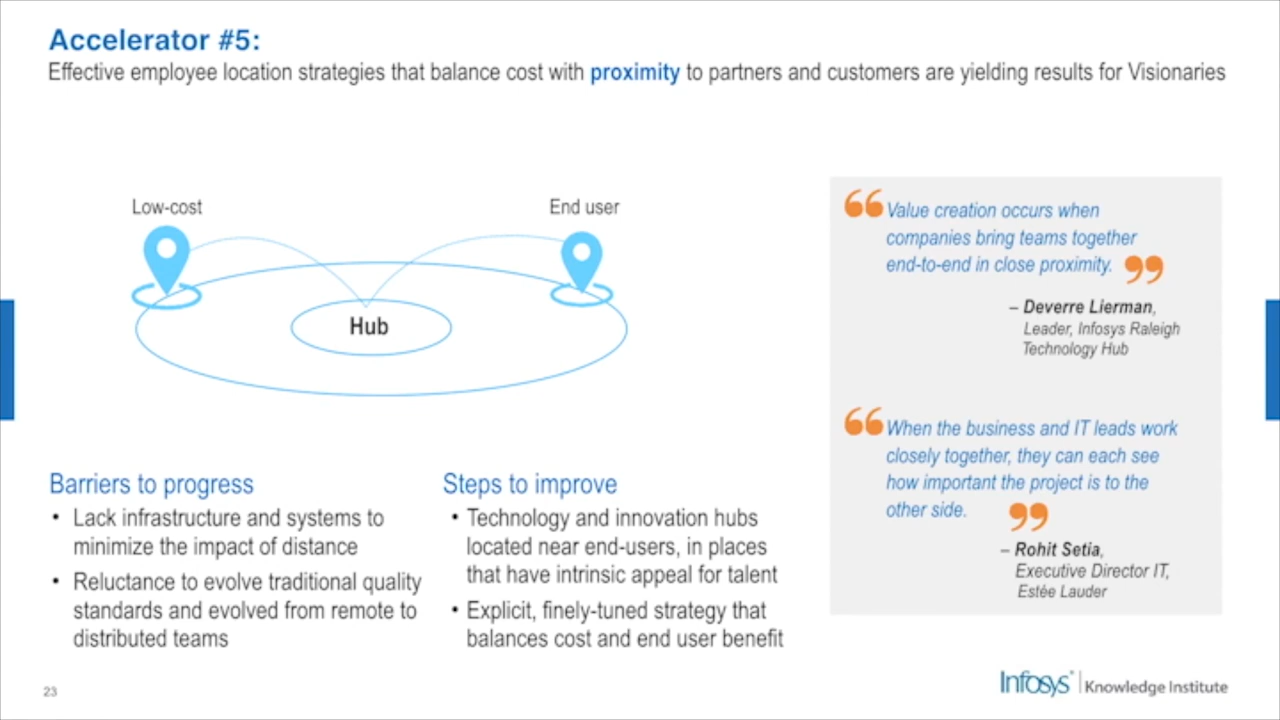 Accelerator #5:
Effective employee location strategies that balance cost with proximity to partners and customers are yielding results for Visionaries
Low-cost
End user
Hub
Barriers to progress
• Lack infrastructure and systems to
minimize the impact of distance
• Reluctance to evolve traditional quality
standards and evolved from remote to
distributed teams
Steps to improve
• Technology and innovation hubs
located near end-users, in places
that have intrinsic appeal for talent
• Explicit, finely-tuned strategy that
balances cost and end user benefit
“Value creation occurs when
companies bring teams together
end-to-end in close proximity. ”
– Deverre Lierman,
Leader, Infosys Raleigh
Technology Hub
“When the business and IT leads work
closely together, they can each see
how important the project is to the
other side. ”
– Rohit Setia,
Executive Director IT,
Estée Lauder
23
Infosys® | Knowledge Institute